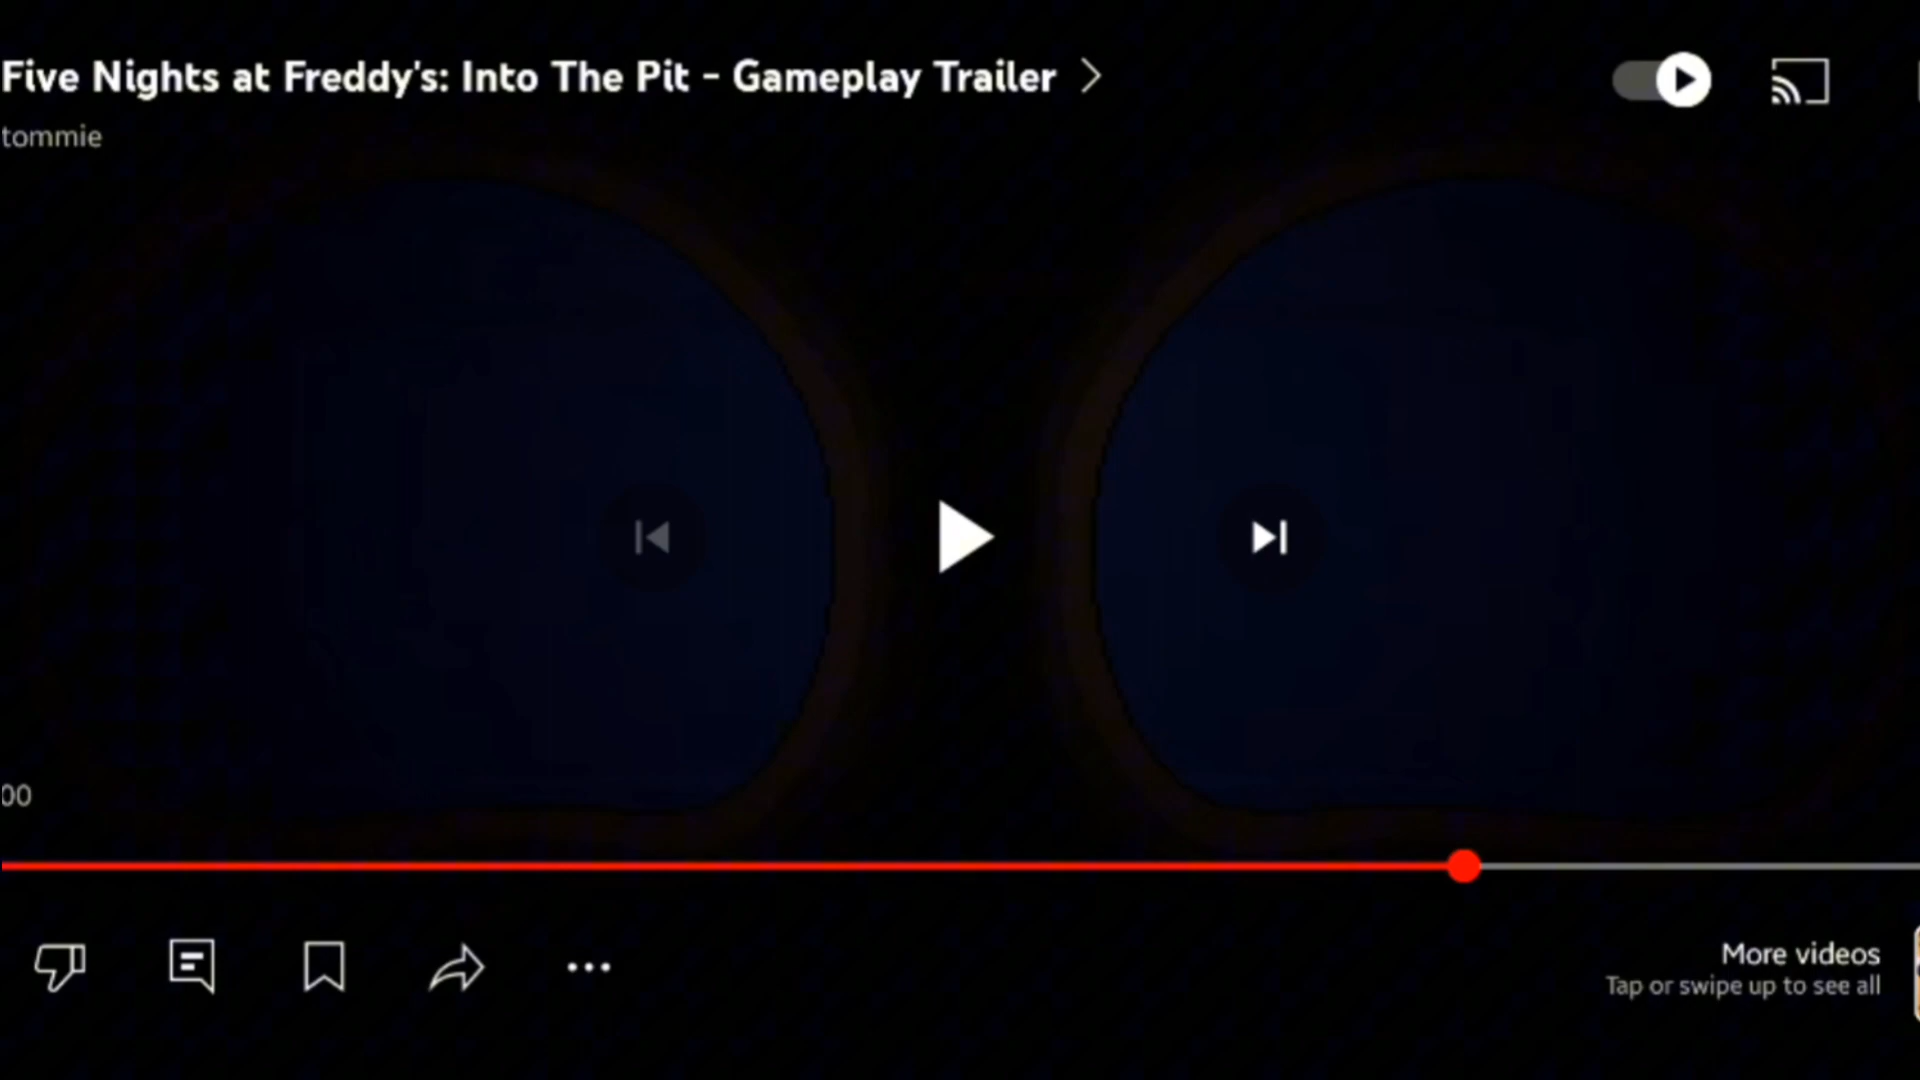 Five Nights at Freddy's: Into The Pit – Gameplay Trailer
tommie
00
More videos
Tap or swipe up to see all